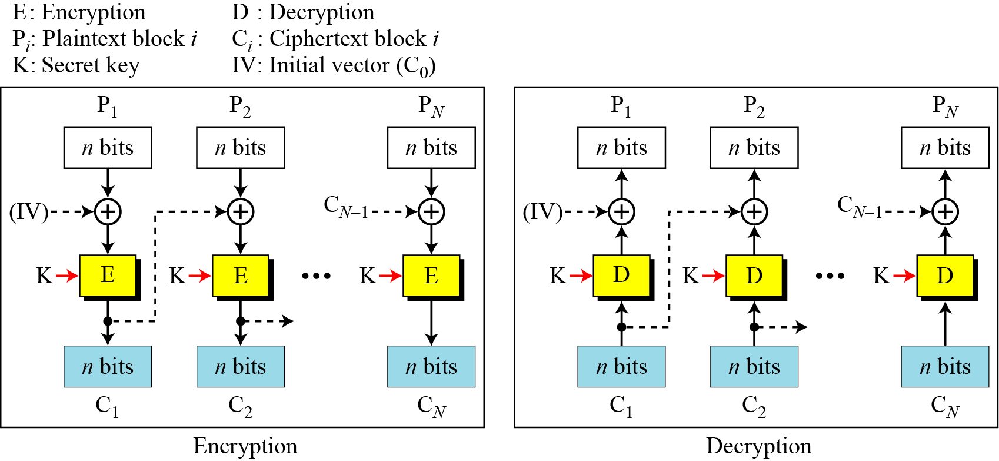 E: Encryption D : Decryption
Pi: Plaintext block i Ci : Ciphertext block i
K: Secret key IV: Initial vector (C0)
P1 P2 PN P1 P2 PN
n bits n bits n bits n bits n bits n bits
(IV) CN–1 (IV) CN–1
K E K E ••• K E K D K D ••• K D
n bits n bits n bits n bits n bits n bits
C1 C2 CN C1 C2 CN
Encryption Decryption